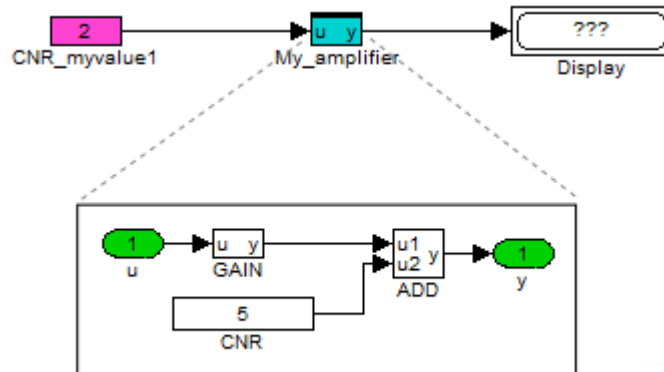 2
CNR_myvalue1
u y
My_amplifier
???
Display
1
u
u y
GAIN
5
CNR
u1
u2
y
ADD
1
y